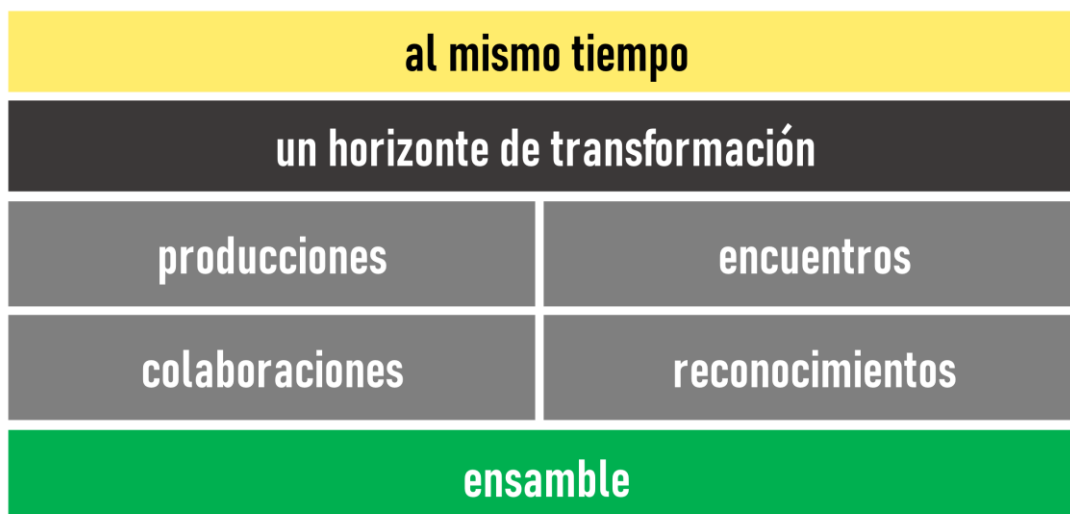 al mismo tiempo
un horizonte de transformación
producciones
encuentros
colaboraciones
reconocimientos
ensamble